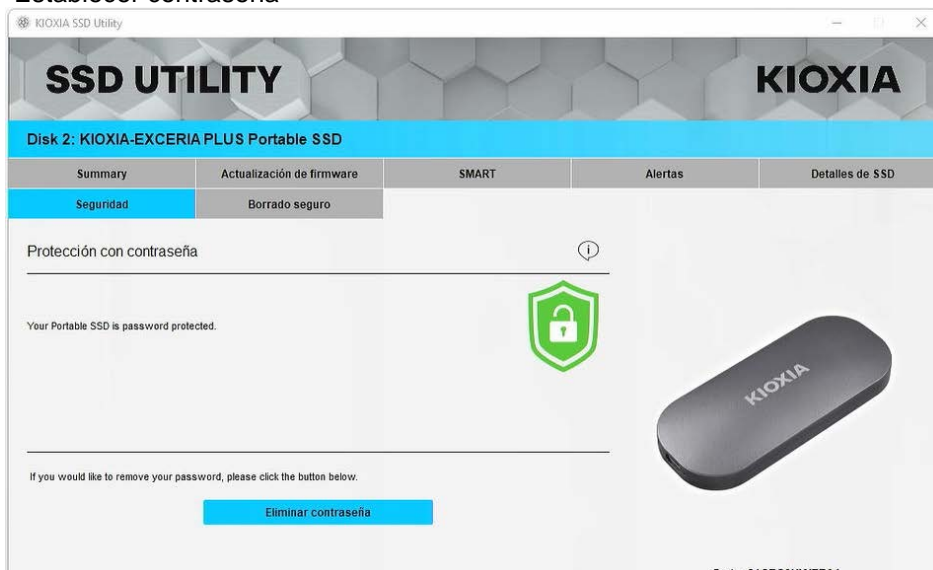 Establecer contraseña
KIOXIA SSD Utility
SSD UTILITY
KIOXIA
Disk 2: KIOXIA-EXCERIA PLUS Portable SSD
Summary
Actualización de firmware
SMART
Alertas
Detalles de SSD
Seguridad
Borrado seguro
Protección con contraseña
Your Portable SSD is password protected.
KIOXIA
If you would like to remove your password, please click the button below.
Eliminar contraseña